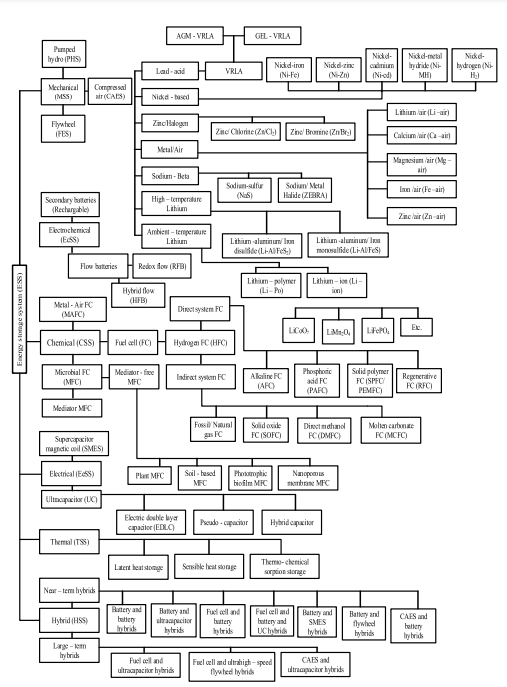 AGM - VRLA
GEL - VRLA
Pumped
hydro (PHS)
Mechanical
(MSS)
Compressed
air (CAES)
Flywheel
(FES)
Lead - acid
VRLA
Nickel-iron
(Ni-Fe)
Nickel-zinc
(Ni-Zn)
Nickel-
cadmium
(Ni-cd)
Nickel-metal
hydride (Ni-
MH)
Nickel-
hydrogen (Ni-
H₂)
Nickel - based
Zinc/Halogen
Zinc/ Chlorine (Zn/Cl₂)
Zinc/ Bromine (Zn/Br₂)
Metal/Air
Lithium/air (Li –air)
Calcium /air (Ca –air)
Magnesium /air (Mg –
air)
Iron /air (Fe –air)
Zinc/air (Zn –air)
Sodium - Beta
Sodium-sulfur
(NaS)
Sodium/ Metal
Halide (ZEBRA)
High – temperature
Lithium
Ambient – temperature
Lithium
Lithium -aluminum/ Iron
disulfide (Li-Al/FeS₂)
Lithium -aluminum/ Iron
monosulfide (Li-Al/FeS)
Lithium – polymer
(Li – Po)
Lithium – ion (Li –
ion)
Secondary batteries
(Rechargable)
Electrochemical
(EcSS)
Flow batteries
Redox flow (RFB)
Hybrid flow
(HFB)
Energy storage system (ESS)
Metal - Air FC
(MAFC)
Direct system FC
LiCoO₂
LiMn₂O₄
LiFePO₄
Etc.
Chemical (CSS)
Fuel cell (FC)
Hydrogen FC (HFC)
Microbial FC
(MFC)
Mediator - free
MFC
Indirect system FC
Alkaline FC
(AFC)
Phosphoric
acid FC
(PAFC)
Solid polymer
FC (SPFC/
PEMFC)
Regenerative
FC (RFC)
Mediator MFC
Fossil/ Natural
gas FC
Solid oxide
FC (SOFC)
Direct methanol
FC (DMFC)
Molten carbonate
FC (MCFC)
Supercapacitor
magnetic coil (SMES)
Electrical (EeSS)
Ultracapacitor (UC)
Plant MFC
Soil - based
MFC
Phototrophic
biofilm MFC
Nanoporous
membrane MFC
Electric double layer
capacitor (EDLC)
Pseudo - capacitor
Hybrid capacitor
Thermal (TSS)
Latent heat storage
Sensible heat storage
Thermo- chemical
sorption storage
Near – term hybrids
Hybrid (HSS)
Large – term
hybrids
Battery and
battery
hybrids
Battery and
ultracapacitor
hybrids
Fuel cell and
battery
hybrids
Fuel cell and
battery and
UC hybrids
Battery and
SMES
hybrids
Battery and
flywheel
hybrids
CAES and
battery
hybrids
Fuel cell and
ultracapacitor hybrids
Fuel cell and ultrahigh – speed
flywheel hybrids
CAES and
ultracapacitor hybrids